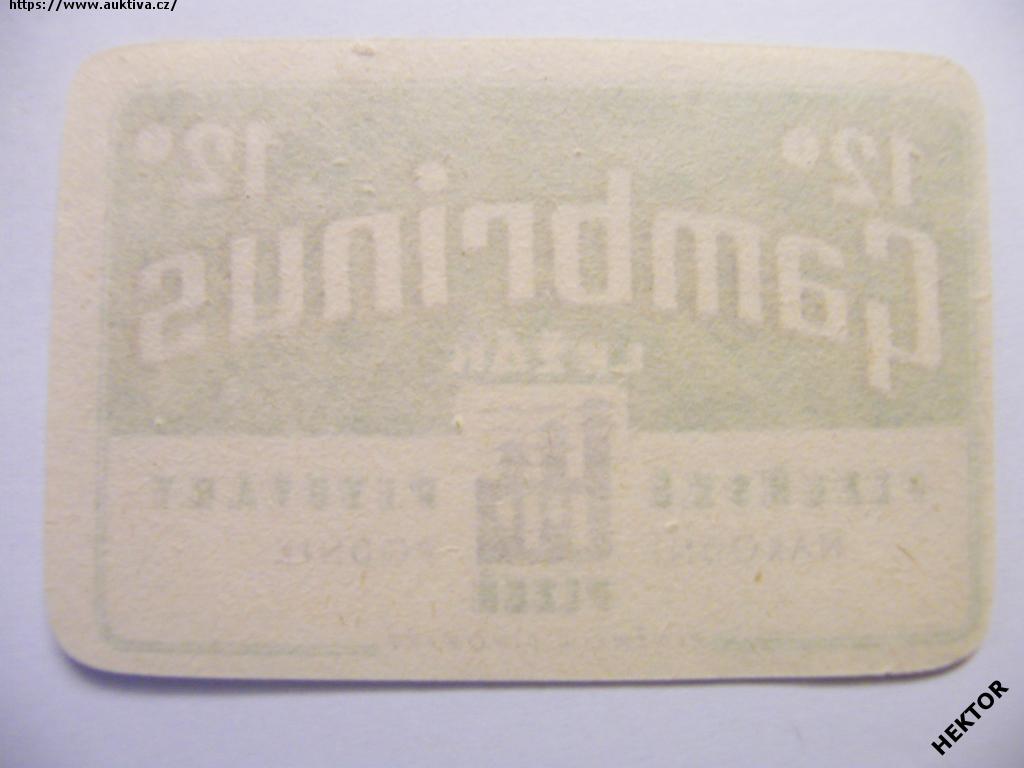 https://www.auktiva.cz/
12° 12°
Gambrinus
LEŽÁK
PLZEŇSKÉ PIVOVARY
NÁRODNÍ PODNIK
PLZEŇ
HEKTOR